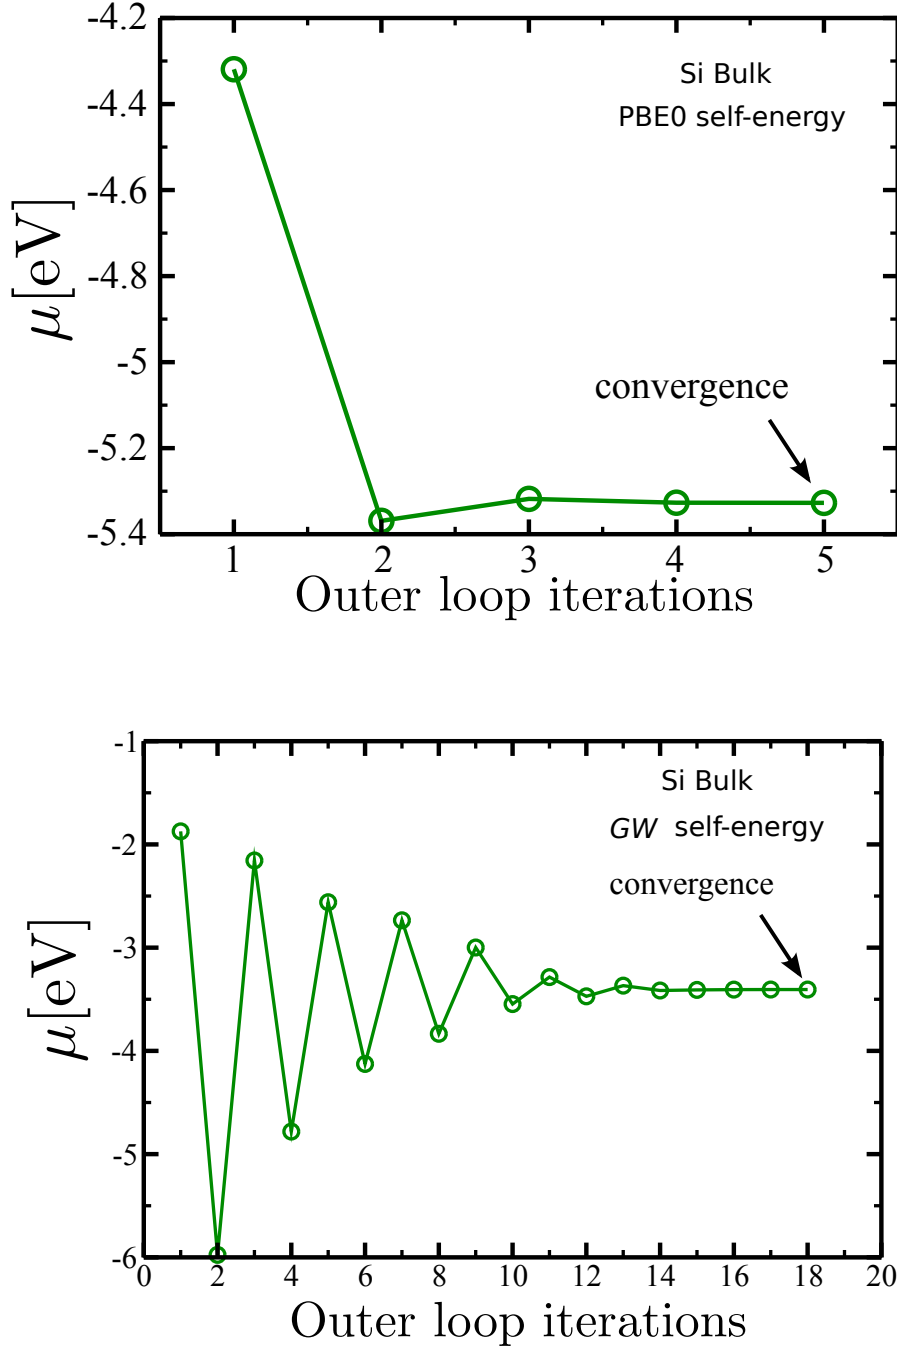 -4.2
Si Bulk
-4.4
PBE0 self-energy
-4.6
μ[eV]
-4.8
-5
convergence
-5.2
-5.4
1 2 3 4 5
Outer loop iterations
-1
Si Bulk
GW self-energy
-2
convergence
-3
μ[eV]
-4
-5
-6
0 2 4 6 8 10 12 14 16 18 20
Outer loop iterations